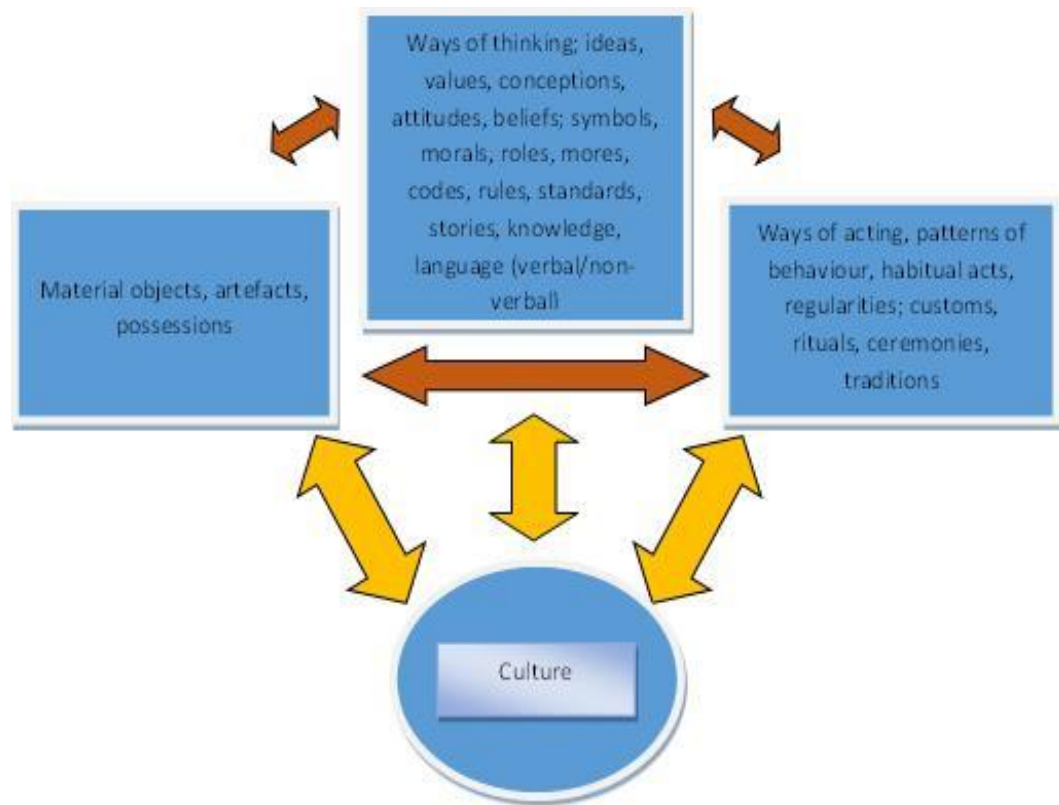 Ways of thinking; ideas,
values, conceptions,
attitudes, beliefs; symbols,
morals, roles, mores,
codes, rules, standards,
stories, knowledge,
language (verbal/non-
verbal)
Material objects, artefacts,
possessions
Ways of acting, patterns of
behaviour, habitual acts,
regularities; customs,
rituals, ceremonies,
traditions
Culture